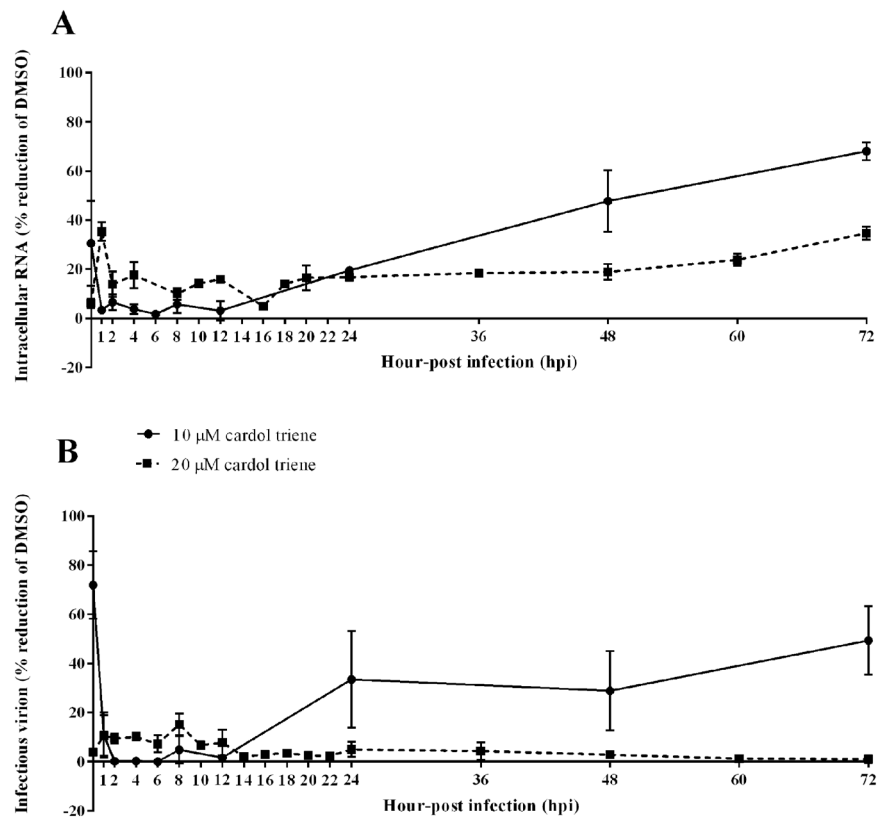 A
Intracellular RNA (% reduction of DMSO)
100
80
60
40
20
0
-20
1 2 4 6 8 10 12 14 16 18 20 22 24 36 48 60 72
Hour-post infection (hpi)
10 µM cardol triene
20 µM cardol triene
B
Infectious virion (% reduction of DMSO)
100
80
60
40
20
0
-20
1 2 4 6 8 10 12 14 16 18 20 22 24 36 48 60 72
Hour-post infection (hpi)